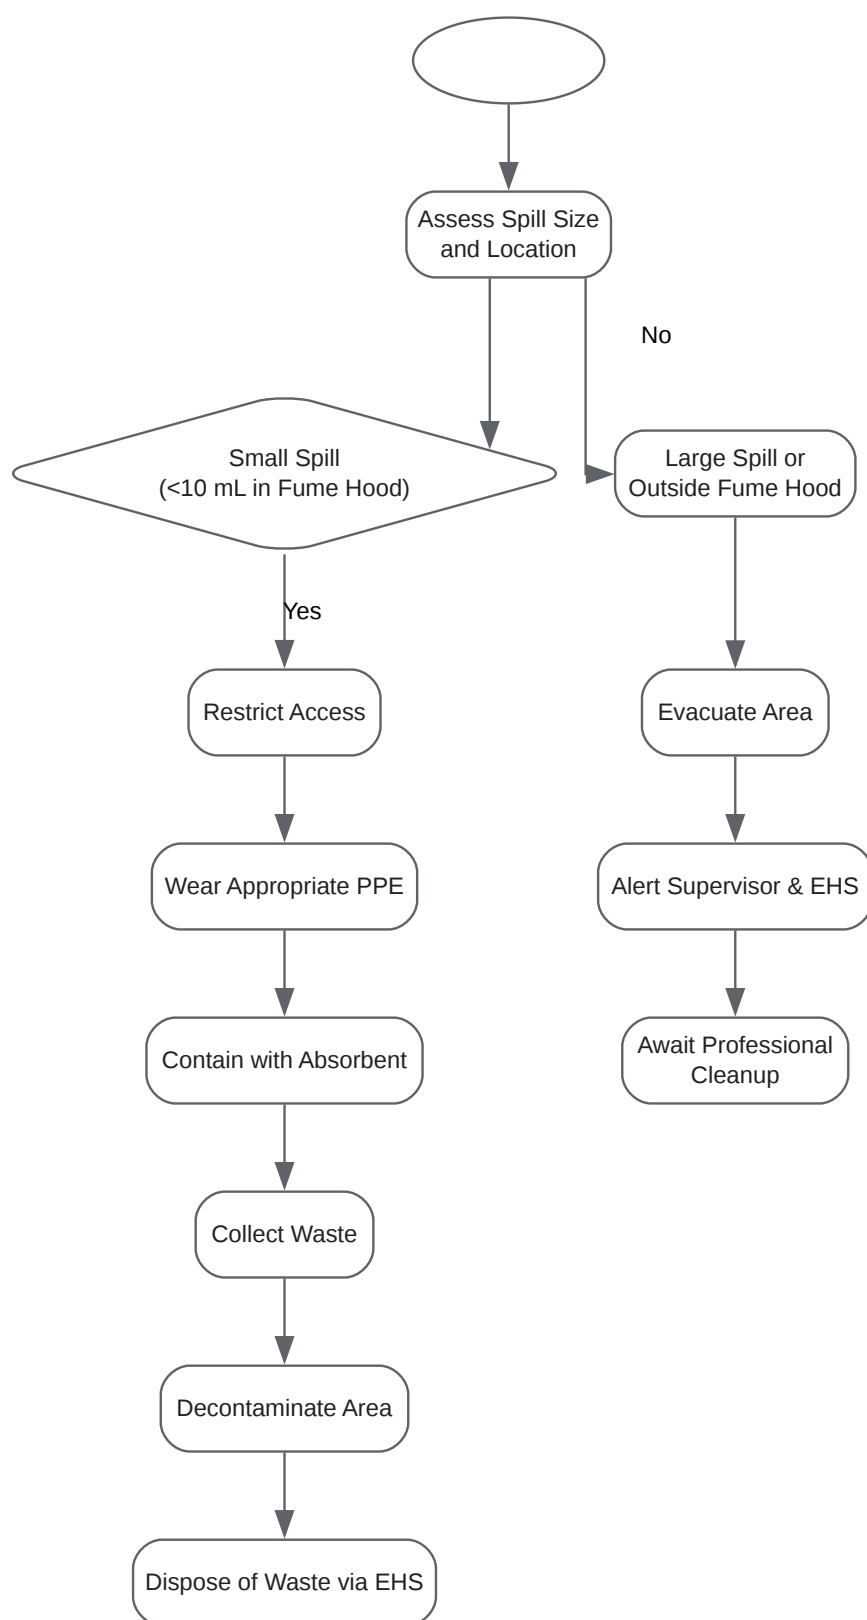 Assess Spill Size
and Location
No
Small Spill
(<10 mL in Fume Hood)
Large Spill or
Outside Fume Hood
Yes
Restrict Access
Evacuate Area
Wear Appropriate PPE
Alert Supervisor & EHS
Contain with Absorbent
Await Professional
Cleanup
Collect Waste
Decontaminate Area
Dispose of Waste via EHS